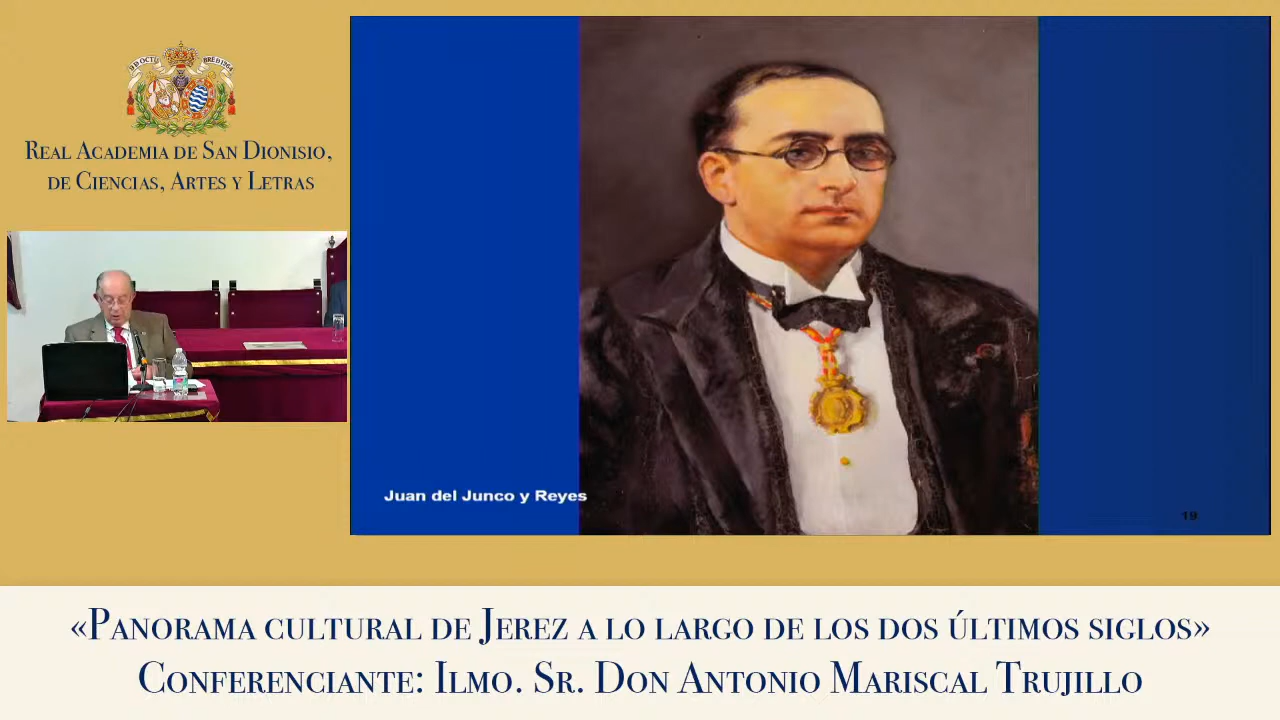 REAL ACADEMIA DE SAN DIONISIO,
DE CIENCIAS, ARTES Y LETRAS
Juan del Junco y Reyes
19
«PANORAMA CULTURAL DE JEREZ A LO LARGO DE LOS DOS ÚLTIMOS SIGLOS»
CONFERENCIANTE: ILMO. SR. DON ANTONIO MARISCAL TRUJILLO